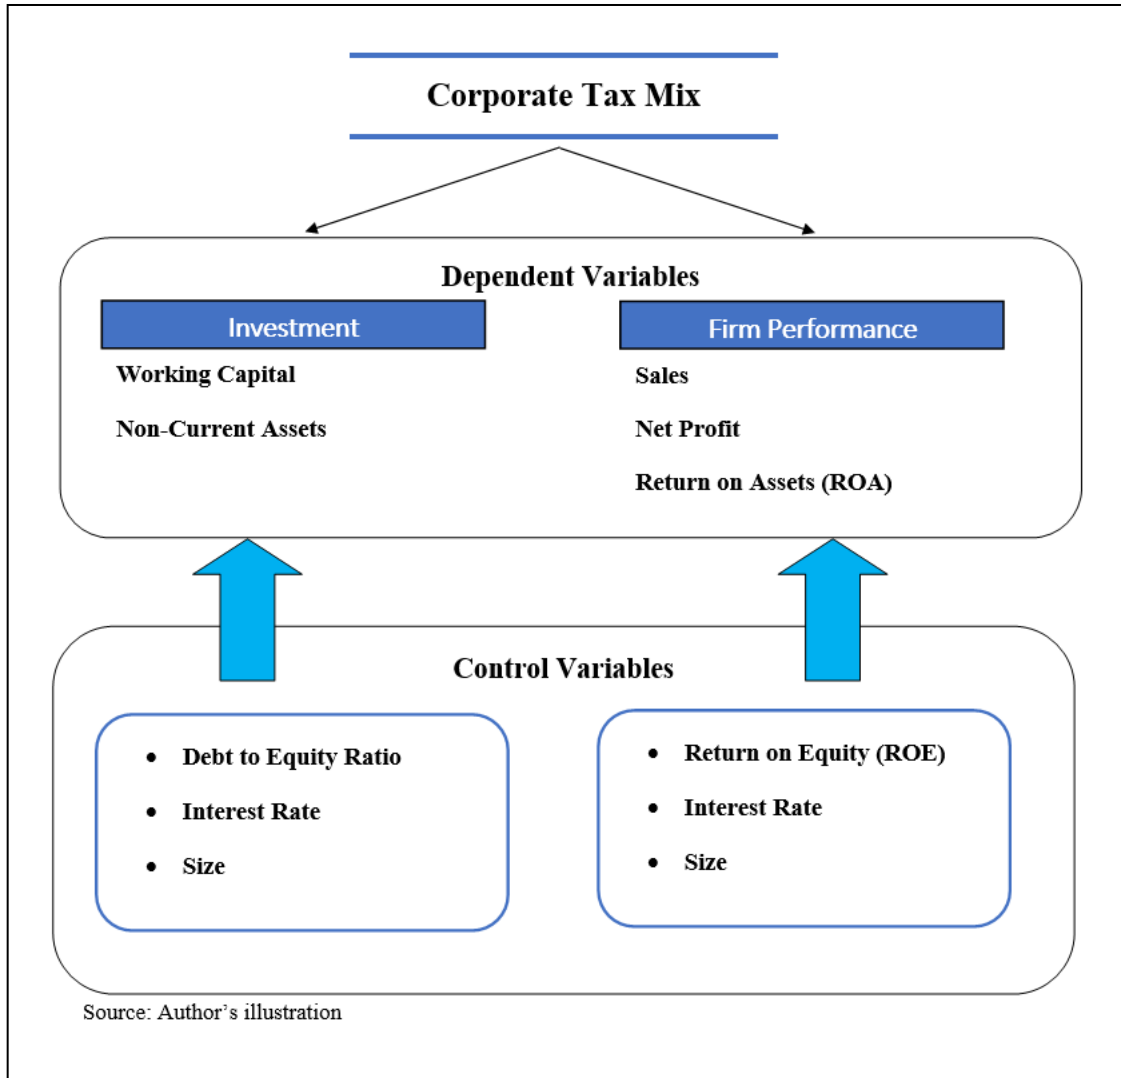 Corporate Tax Mix
Dependent Variables
Investment
Working Capital
Non-Current Assets
Firm Performance
Sales
Net Profit
Return on Assets (ROA)
Control Variables
• Debt to Equity Ratio
• Interest Rate
• Size
• Return on Equity (ROE)
• Interest Rate
• Size
Source: Author’s illustration